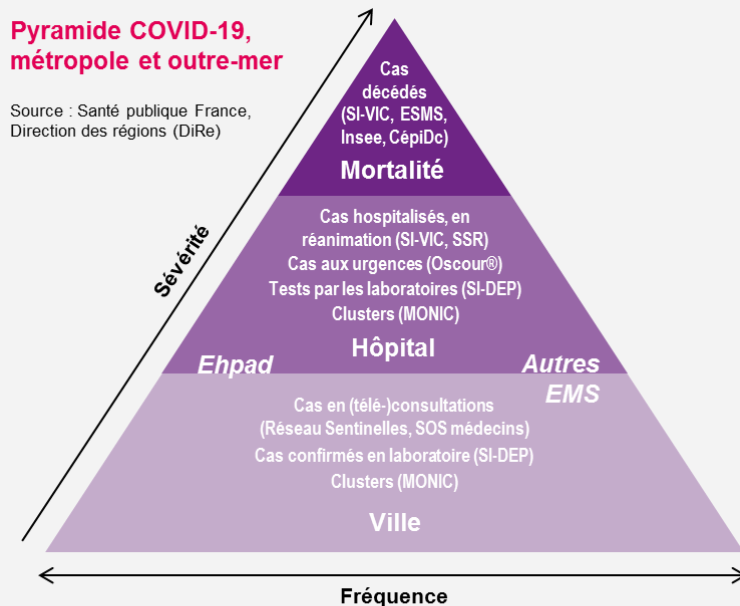 Pyramide COVID-19,
métropole et outre-mer
Source : Santé publique France,
Direction des régions (DiRe)
Cas
décédés
(SI-VIC, ESMS,
Insee, CépiDc)
Mortalité
Sévérité
Cas hospitalisés, en
réanimation (SI-VIC, SSR)
Cas aux urgences (Oscour®)
Tests par les laboratoires (SI-DEP)
Clusters (MONIC)
Hôpital
Ehpad
Autres
EMS
Cas en (télé-)consultations
(Réseau Sentinelles, SOS médecins)
Cas confirmés en laboratoire (SI-DEP)
Clusters (MONIC)
Ville
Fréquence